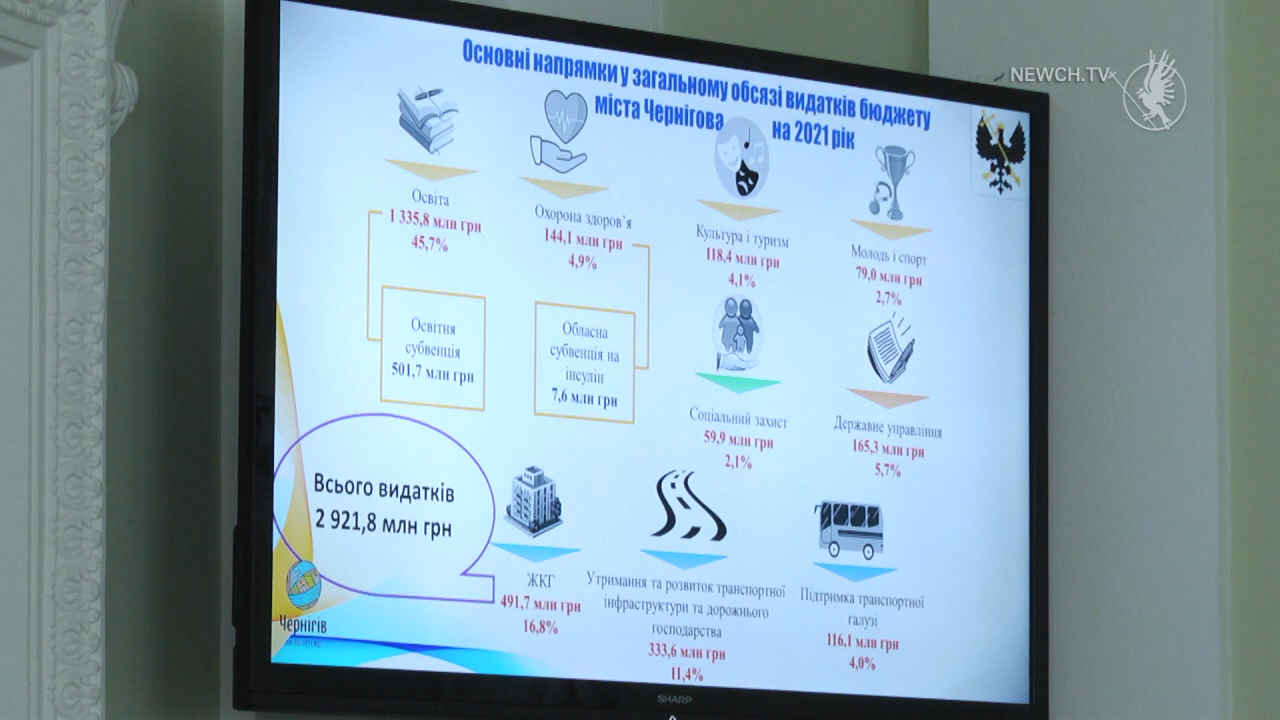 NEWCH.TV
Основні напрямки у загальному обсязі видатків бюджету
міста Чернігова на 2021 рік
Освіта
1 335,8 млн грн
45,7%
Охорона здоров’я
144,1 млн грн
4,9%
Культура і туризм
118,4 млн грн
4,1%
Молодь і спорт
79,0 млн грн
2,7%
Освітня
субвенція
501,7 млн грн
Обласна
субвенція на
інсулін
7,6 млн грн
Соціальний захист
59,9 млн грн
2,1%
Державне управління
165,3 млн грн
5,7%
Всього видатків
2 921,8 млн грн
ЖКГ
491,7 млн грн
16,8%
Утримання та розвиток транспортної
інфраструктури та дорожнього
господарства
333,6 млн грн
11,4%
Підтримка транспортної
галузі
116,1 млн грн
4,0%
Чернігів
SHARP